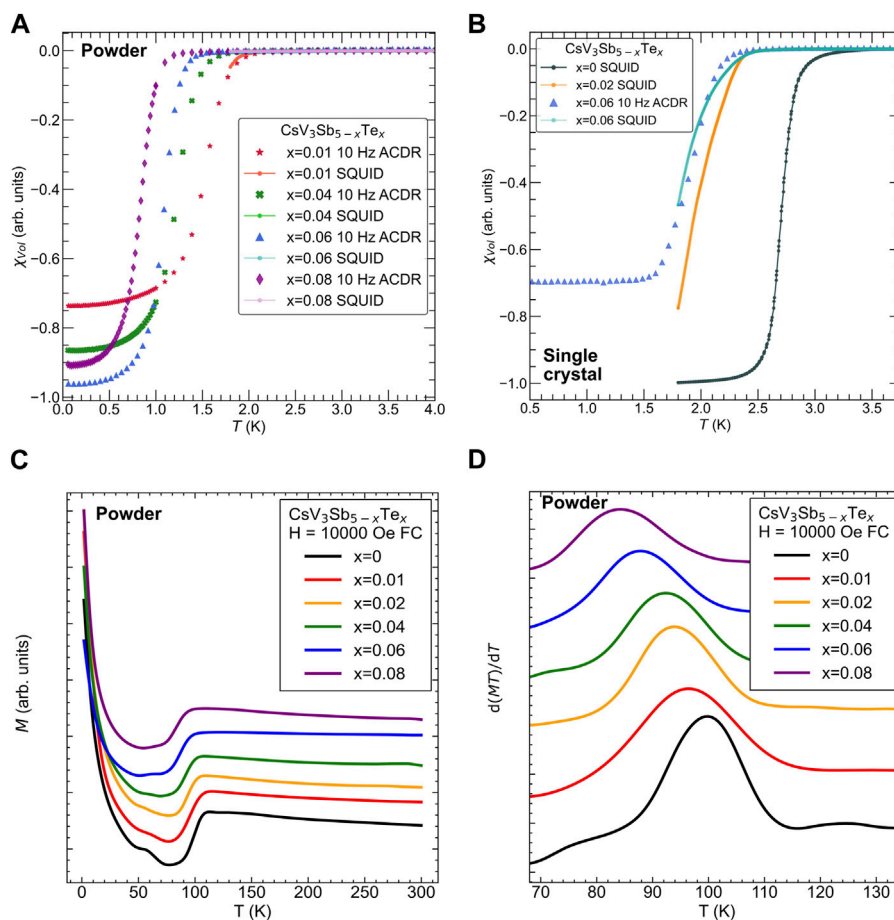 A
Powder
CsV3Sb5−xTex
x=0.01 10 Hz ACDR
x=0.01 SQUID
x=0.04 10 Hz ACDR
x=0.04 SQUID
x=0.06 10 Hz ACDR
x=0.06 SQUID
x=0.08 10 Hz ACDR
x=0.08 SQUID
χVol (arb. units)
0.0
−0.2
−0.4
−0.6
−0.8
−1.0
0.0 0.5 1.0 1.5 2.0 2.5 3.0 3.5 4.0
T (K)
B
CsV3Sb5−xTex
x=0 SQUID
x=0.02 SQUID
x=0.06 10 Hz ACDR
x=0.06 SQUID
χVol (arb. units)
0.0
−0.2
−0.4
−0.6
−0.8
−1.0
Single
crystal
0.5 1.0 1.5 2.0 2.5 3.0 3.5
T (K)
C
Powder
CsV3Sb5−xTex
H = 10000 Oe FC
x=0
x=0.01
x=0.02
x=0.04
x=0.06
x=0.08
M (arb. units)
0 50 100 150 200 250 300
T (K)
D
Powder
CsV3Sb5−xTex
H = 10000 Oe FC
x=0
x=0.01
x=0.02
x=0.04
x=0.06
x=0.08
d(MT)/dT
70 80 90 100 110 120 130
T (K)